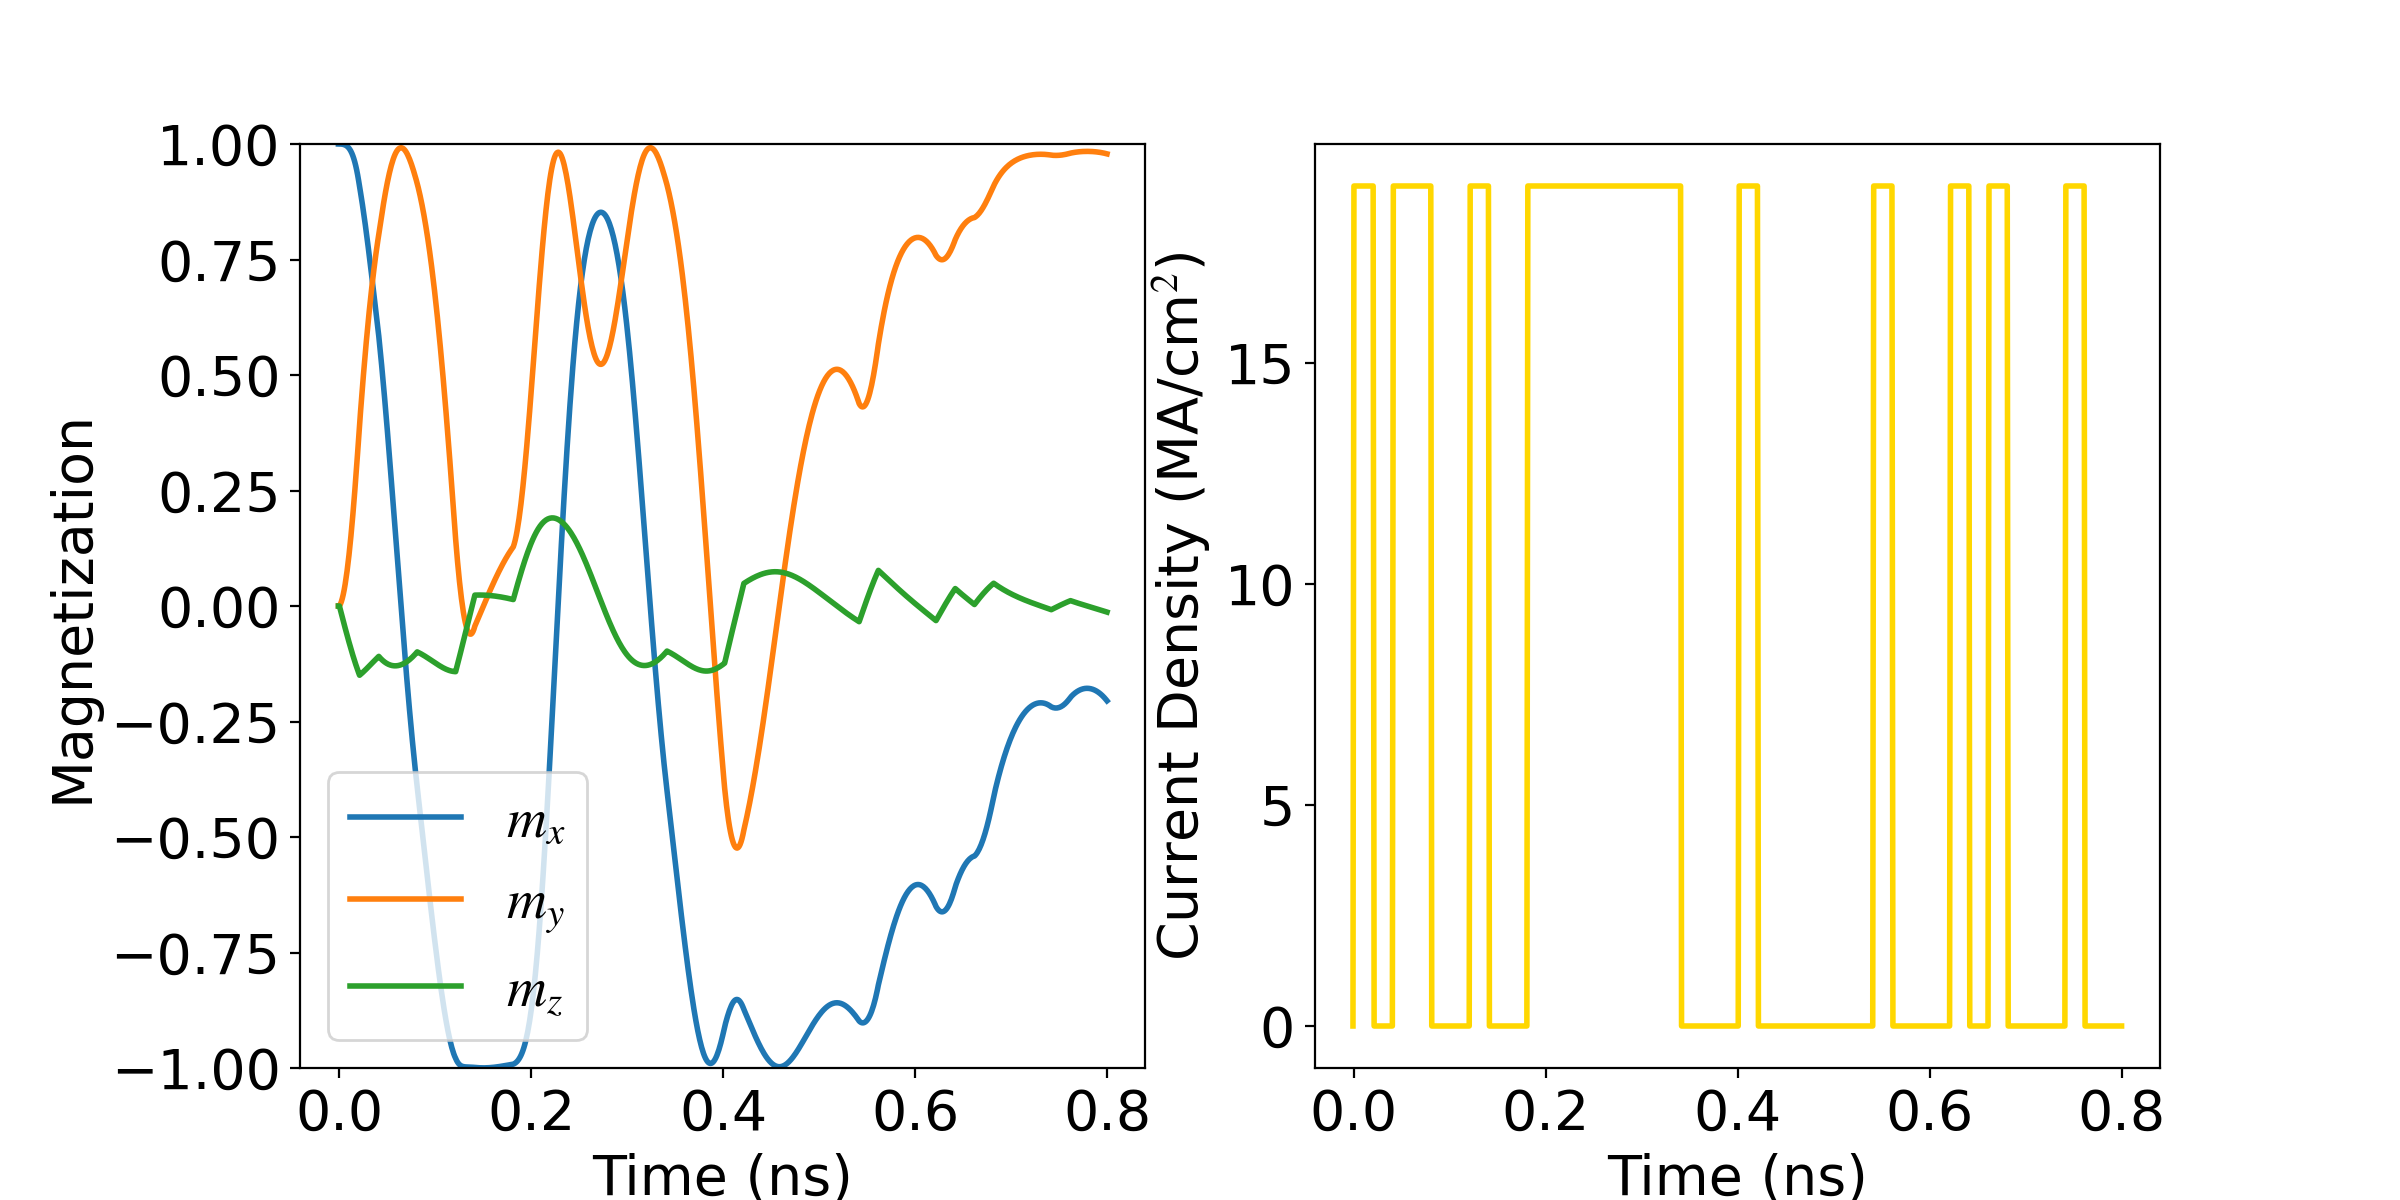 Magnetization
1.00
0.75
0.50
0.25
0.00
−0.25
−0.50
−0.75
−1.00
m_x
m_y
m_z
0.0 0.2 0.4 0.6 0.8
Time (ns)
Current Density (MA/cm²)
15
10
5
0
0.0 0.2 0.4 0.6 0.8
Time (ns)